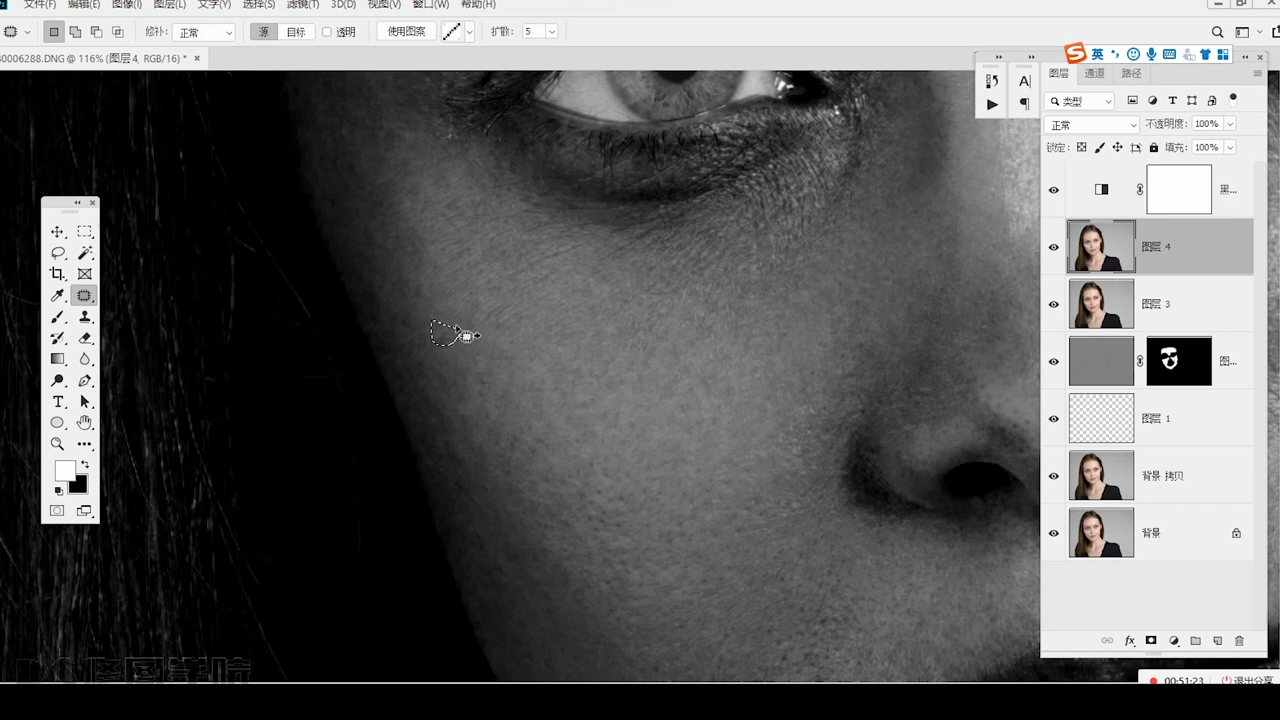 文件(F) 编辑(E) 图像(I) 图层(L) 文字(Y) 选择(S) 滤镜(T) 3D(D) 视图(V) 窗口(W) 帮助(H)
修补: 正常 源 目标 透明 使用图案 扩散: 5
0006288.DNG @ 116% (图层 4, RGB/16) * ×
英
图层 通道 路径
类型
正常 不透明度: 100%
锁定: 填充: 100%
黑...
图层 4
图层 3
图...
图层 1
背景 拷贝
背景
00:51:23 退出分享